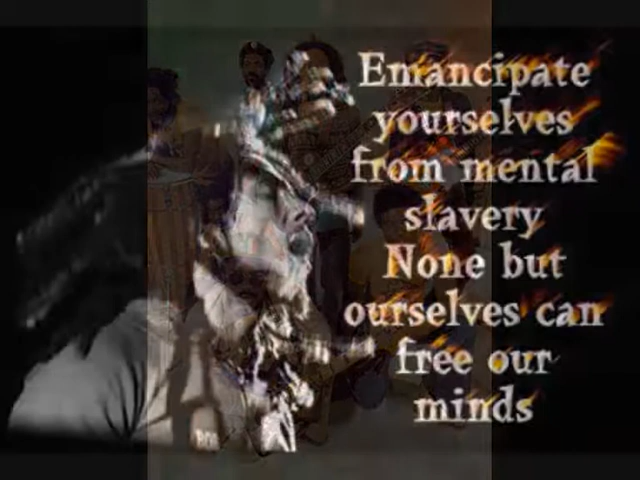 Emancipate
yourselves
from mental
slavery
None but
ourselves can
free our
minds